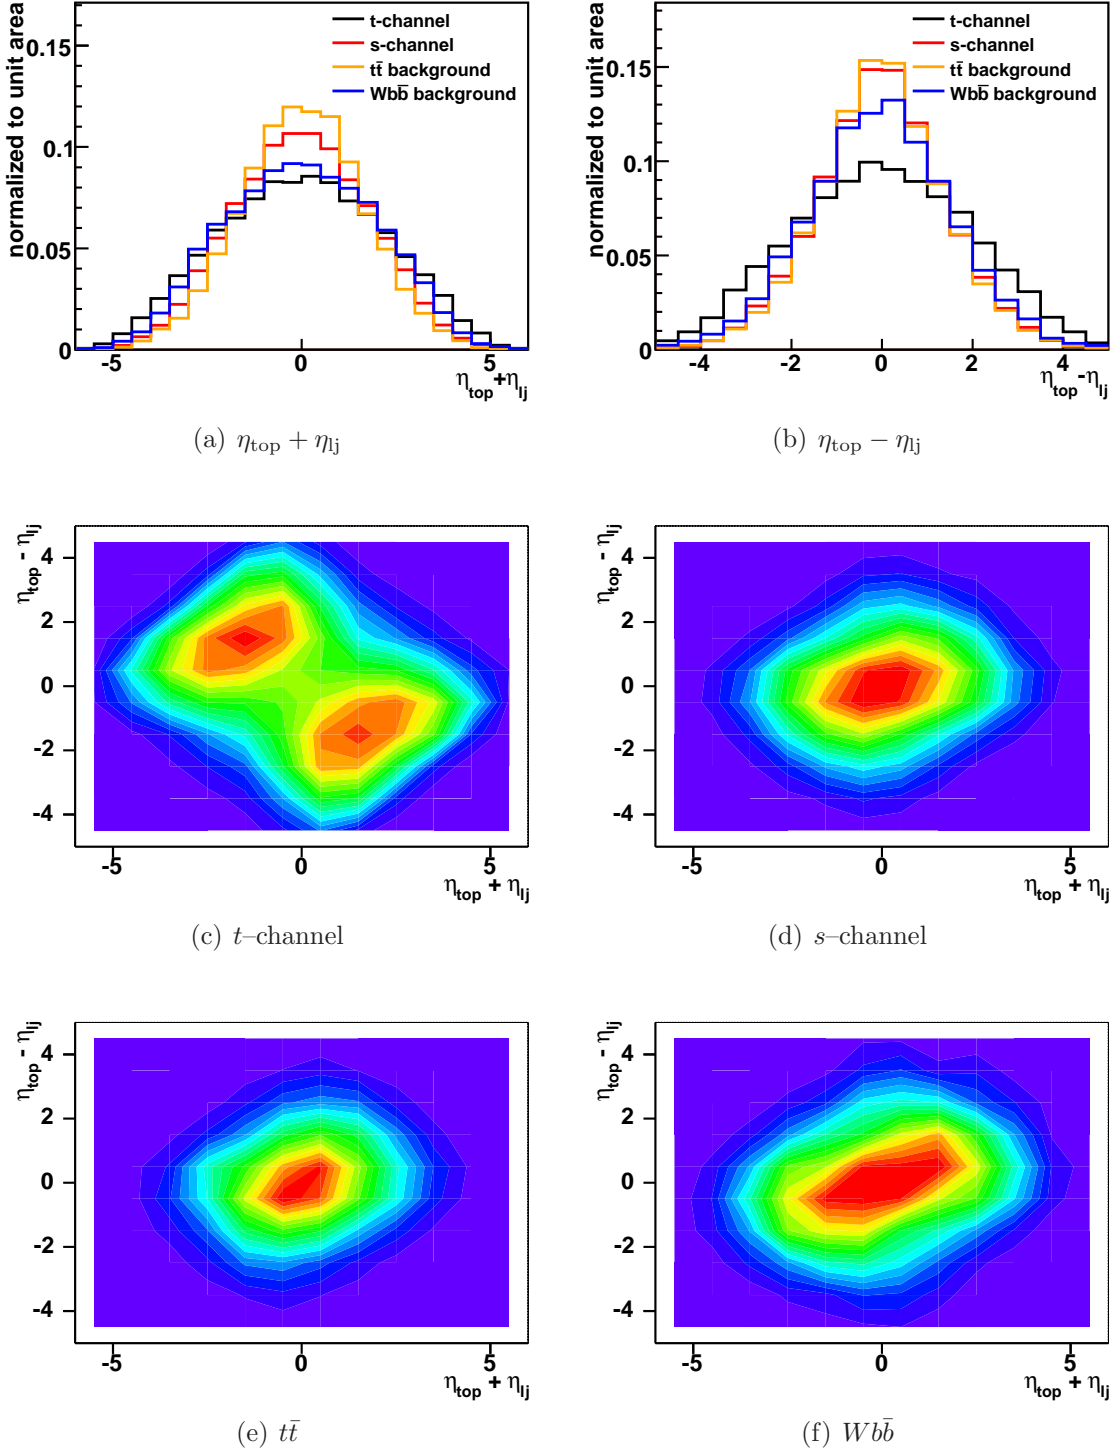 normalized to unit area
t-channel
s-channel
tt̄ background
Wbb̄ background
0.15
0.1
0.05
0
-5 0 5
η_top+η_lj
(a) η_top + η_lj
normalized to unit area
t-channel
s-channel
tt̄ background
Wbb̄ background
0.15
0.1
0.05
0
-4 -2 0 2 4
η_top-η_lj
(b) η_top − η_lj
η_top - η_lj
4
2
0
-2
-4
-5 0 5
η_top + η_lj
(c) t–channel
η_top - η_lj
4
2
0
-2
-4
-5 0 5
η_top + η_lj
(d) s–channel
η_top - η_lj
4
2
0
-2
-4
-5 0 5
η_top + η_lj
(e) tt̄
η_top - η_lj
4
2
0
-2
-4
-5 0 5
η_top + η_lj
(f) Wbb̄